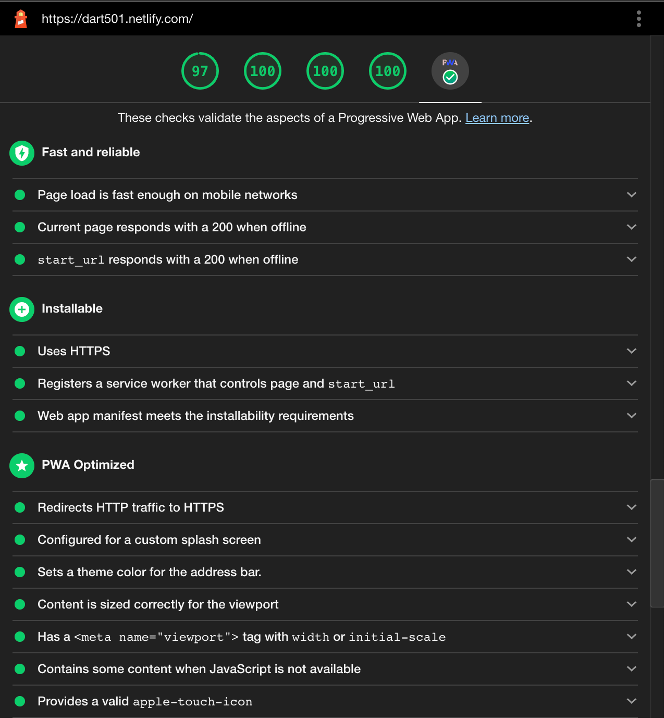 https://dart501.netlify.com/
97 100 100 100 PWA
These checks validate the aspects of a Progressive Web App. Learn more.
Fast and reliable
Page load is fast enough on mobile networks
Current page responds with a 200 when offline
start_url responds with a 200 when offline
Installable
Uses HTTPS
Registers a service worker that controls page and start_url
Web app manifest meets the installability requirements
PWA Optimized
Redirects HTTP traffic to HTTPS
Configured for a custom splash screen
Sets a theme color for the address bar.
Content is sized correctly for the viewport
Has a <meta name="viewport"> tag with width or initial-scale
Contains some content when JavaScript is not available
Provides a valid apple-touch-icon